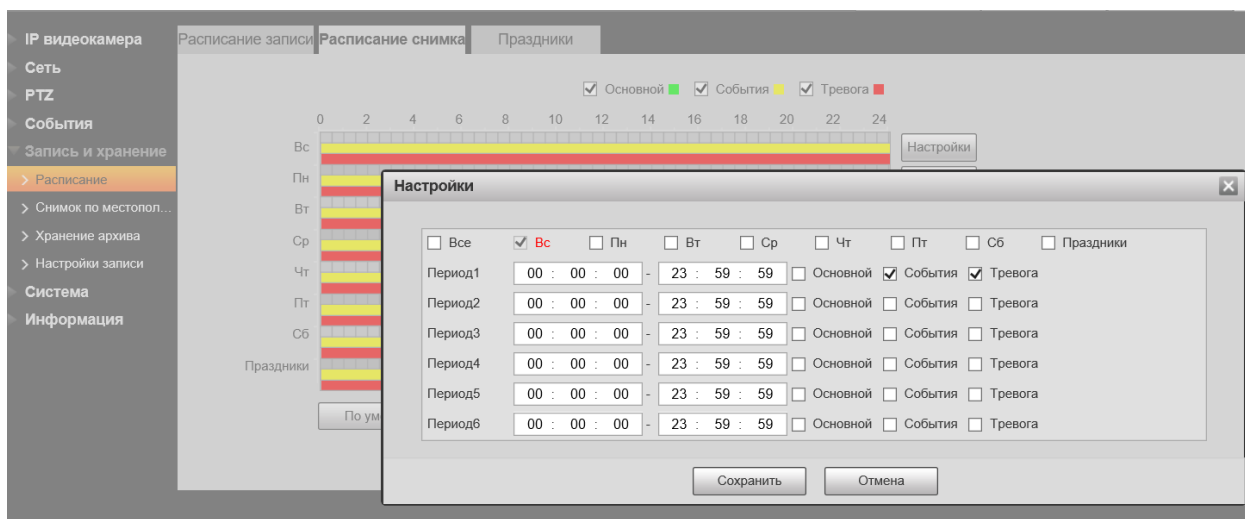 IP видеокамера
Сеть
PTZ
События
Запись и хранение
Расписание
Снимок по местопол...
Хранение архива
Настройки записи
Система
Информация
Расписание записи Расписание снимка Праздники
Основной События Тревога
0 2 4 6 8 10 12 14 16 18 20 22 24
Вс Настройки
Пн
Вт
Ср
Чт
Пт
Сб
Праздники
По ум
Настройки
Все Вс Пн Вт Ср Чт Пт Сб Праздники
Период1 00 : 00 : 00 - 23 : 59 : 59 Основной События Тревога
Период2 00 : 00 : 00 - 23 : 59 : 59 Основной События Тревога
Период3 00 : 00 : 00 - 23 : 59 : 59 Основной События Тревога
Период4 00 : 00 : 00 - 23 : 59 : 59 Основной События Тревога
Период5 00 : 00 : 00 - 23 : 59 : 59 Основной События Тревога
Период6 00 : 00 : 00 - 23 : 59 : 59 Основной События Тревога
Сохранить Отмена